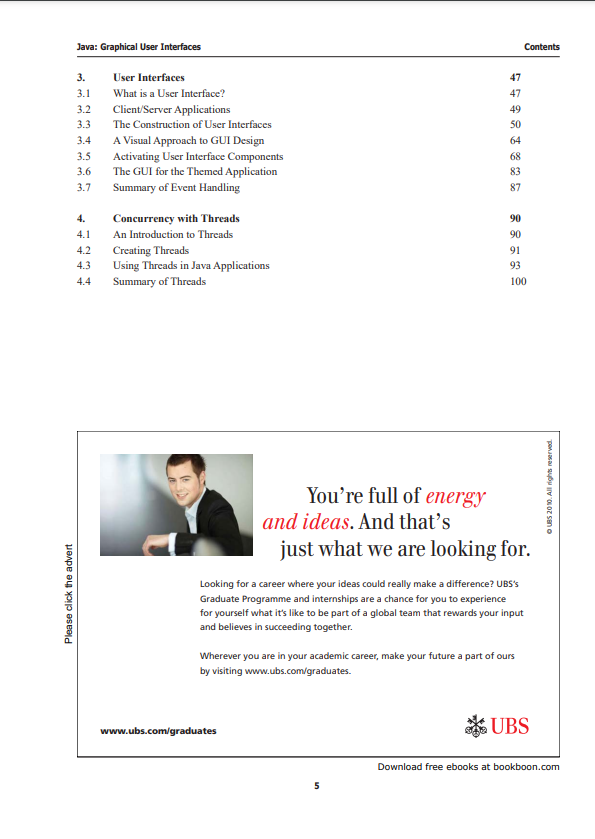 Java: Graphical User Interfaces Contents
3. User Interfaces 47
3.1 What is a User Interface? 47
3.2 Client/Server Applications 49
3.3 The Construction of User Interfaces 50
3.4 A Visual Approach to GUI Design 64
3.5 Activating User Interface Components 68
3.6 The GUI for the Themed Application 83
3.7 Summary of Event Handling 87
4. Concurrency with Threads 90
4.1 An Introduction to Threads 90
4.2 Creating Threads 91
4.3 Using Threads in Java Applications 93
4.4 Summary of Threads 100
Please click the advert
You’re full of energy
and ideas. And that’s
just what we are looking for.
© UBS 2010. All rights reserved.
Looking for a career where your ideas could really make a difference? UBS’s
Graduate Programme and internships are a chance for you to experience
for yourself what it’s like to be part of a global team that rewards your input
and believes in succeeding together.
Wherever you are in your academic career, make your future a part of ours
by visiting www.ubs.com/graduates.
www.ubs.com/graduates UBS
Download free ebooks at bookboon.com
5